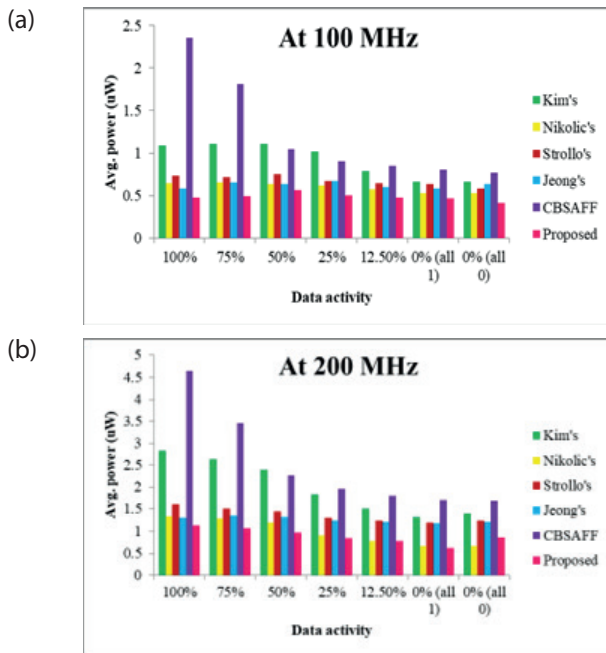 (a)
At 100 MHz
Avg. power (uW)
2.5
2
1.5
1
0.5
0
100%
75%
50%
25%
12.50%
0% (all
1)
0% (all
0)
Data activity
Kim's
Nikolic's
Strollo's
Jeong's
CBSAFF
Proposed
(b)
At 200 MHz
Avg. power (uW)
5
4.5
4
3.5
3
2.5
2
1.5
1
0.5
0
100%
75%
50%
25%
12.50%
0% (all
1)
0% (all
0)
Data activity
Kim's
Nikolic's
Strollo's
Jeong's
CBSAFF
Proposed